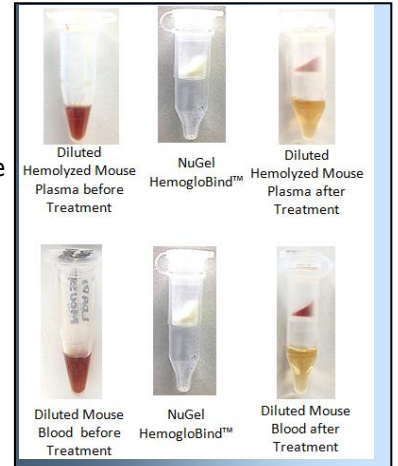 Diluted
Hemolyzed Mouse
Plasma before
Treatment
NuGel
HemogloBind™
Diluted
Hemolyzed Mouse
Plasma after
Treatment
e
Diluted Mouse
Blood before
Treatment
NuGel
HemogloBind™
Diluted Mouse
Blood after
Treatment